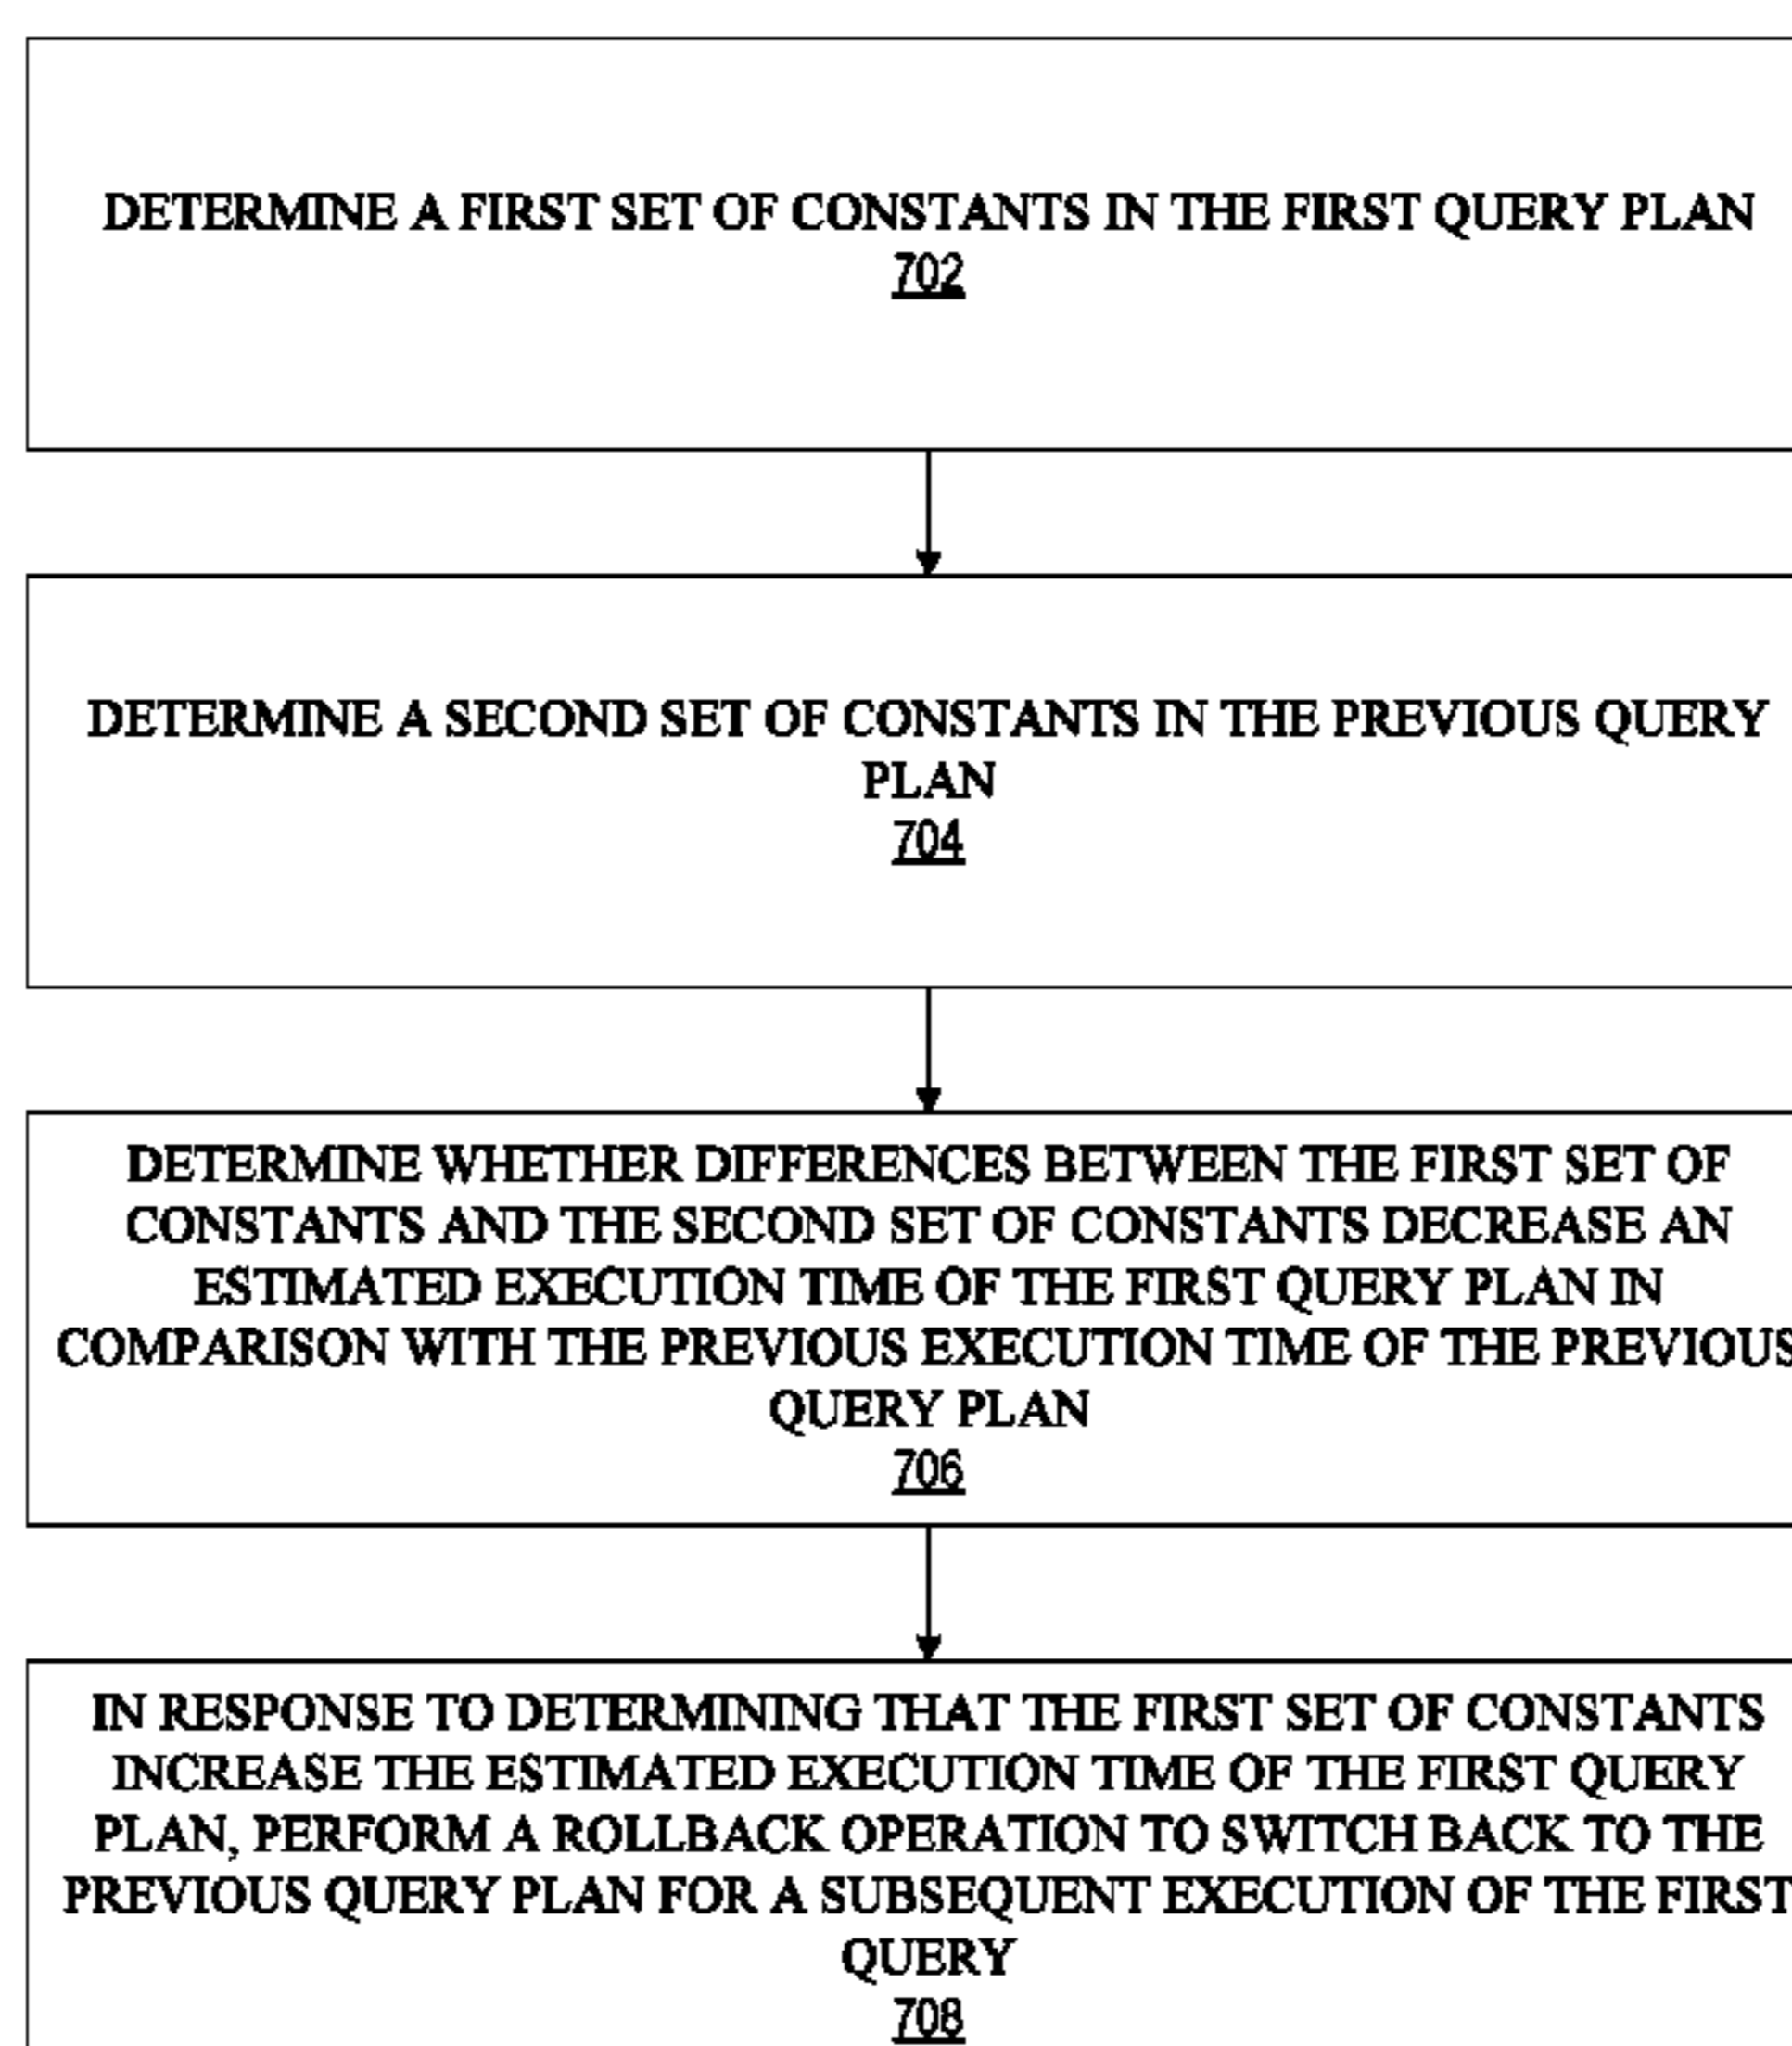 DETERMINE A FIRST SET OF CONSTANTS IN THE FIRST QUERY PLAN
702
DETERMINE A SECOND SET OF CONSTANTS IN THE PREVIOUS QUERY
PLAN
704
DETERMINE WHETHER DIFFERENCES BETWEEN THE FIRST SET OF
CONSTANTS AND THE SECOND SET OF CONSTANTS DECREASE AN
ESTIMATED EXECUTION TIME OF THE FIRST QUERY PLAN IN
COMPARISON WITH THE PREVIOUS EXECUTION TIME OF THE PREVIOUS
QUERY PLAN
706
IN RESPONSE TO DETERMINING THAT THE FIRST SET OF CONSTANTS
INCREASE THE ESTIMATED EXECUTION TIME OF THE FIRST QUERY
PLAN, PERFORM A ROLLBACK OPERATION TO SWITCH BACK TO THE
PREVIOUS QUERY PLAN FOR A SUBSEQUENT EXECUTION OF THE FIRST
QUERY
708